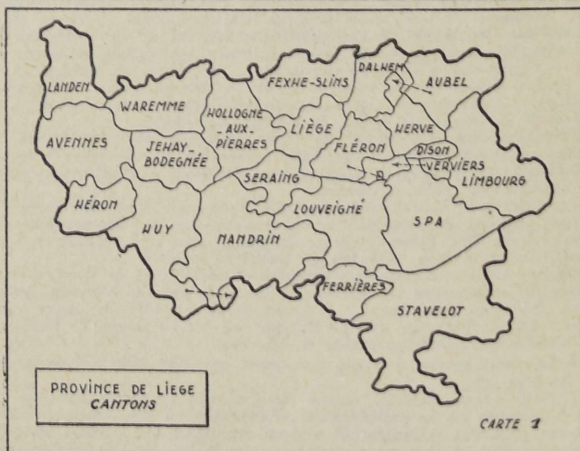 LANDEN
WAREMME
FEXHE-SLINS
DALHEM
AUBEL
AVENNES
JEHAY-
BODEGNÉE
HOLLOGNE
-AUX-
PIERRES
LIÈGE
FLÉRON
HERVE
DISON
VERVIERS
LIMBOURG
HÉRON
HUY
SERAING
NANDRIN
LOUVEIGNÉ
SPA
FERRIÈRES
STAVELOT
PROVINCE DE LIEGE
CANTONS
CARTE 1